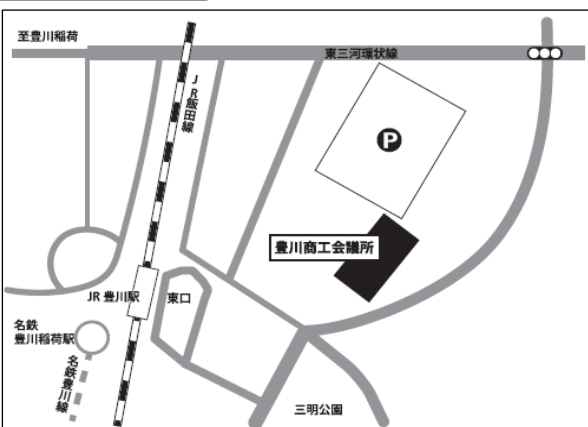 至豊川稲荷
東三河環状線
JR飯田線
P
豊川商工会議所
JR 豊川駅
東口
名鉄
豊川稲荷駅
名鉄豊川線
三明公園